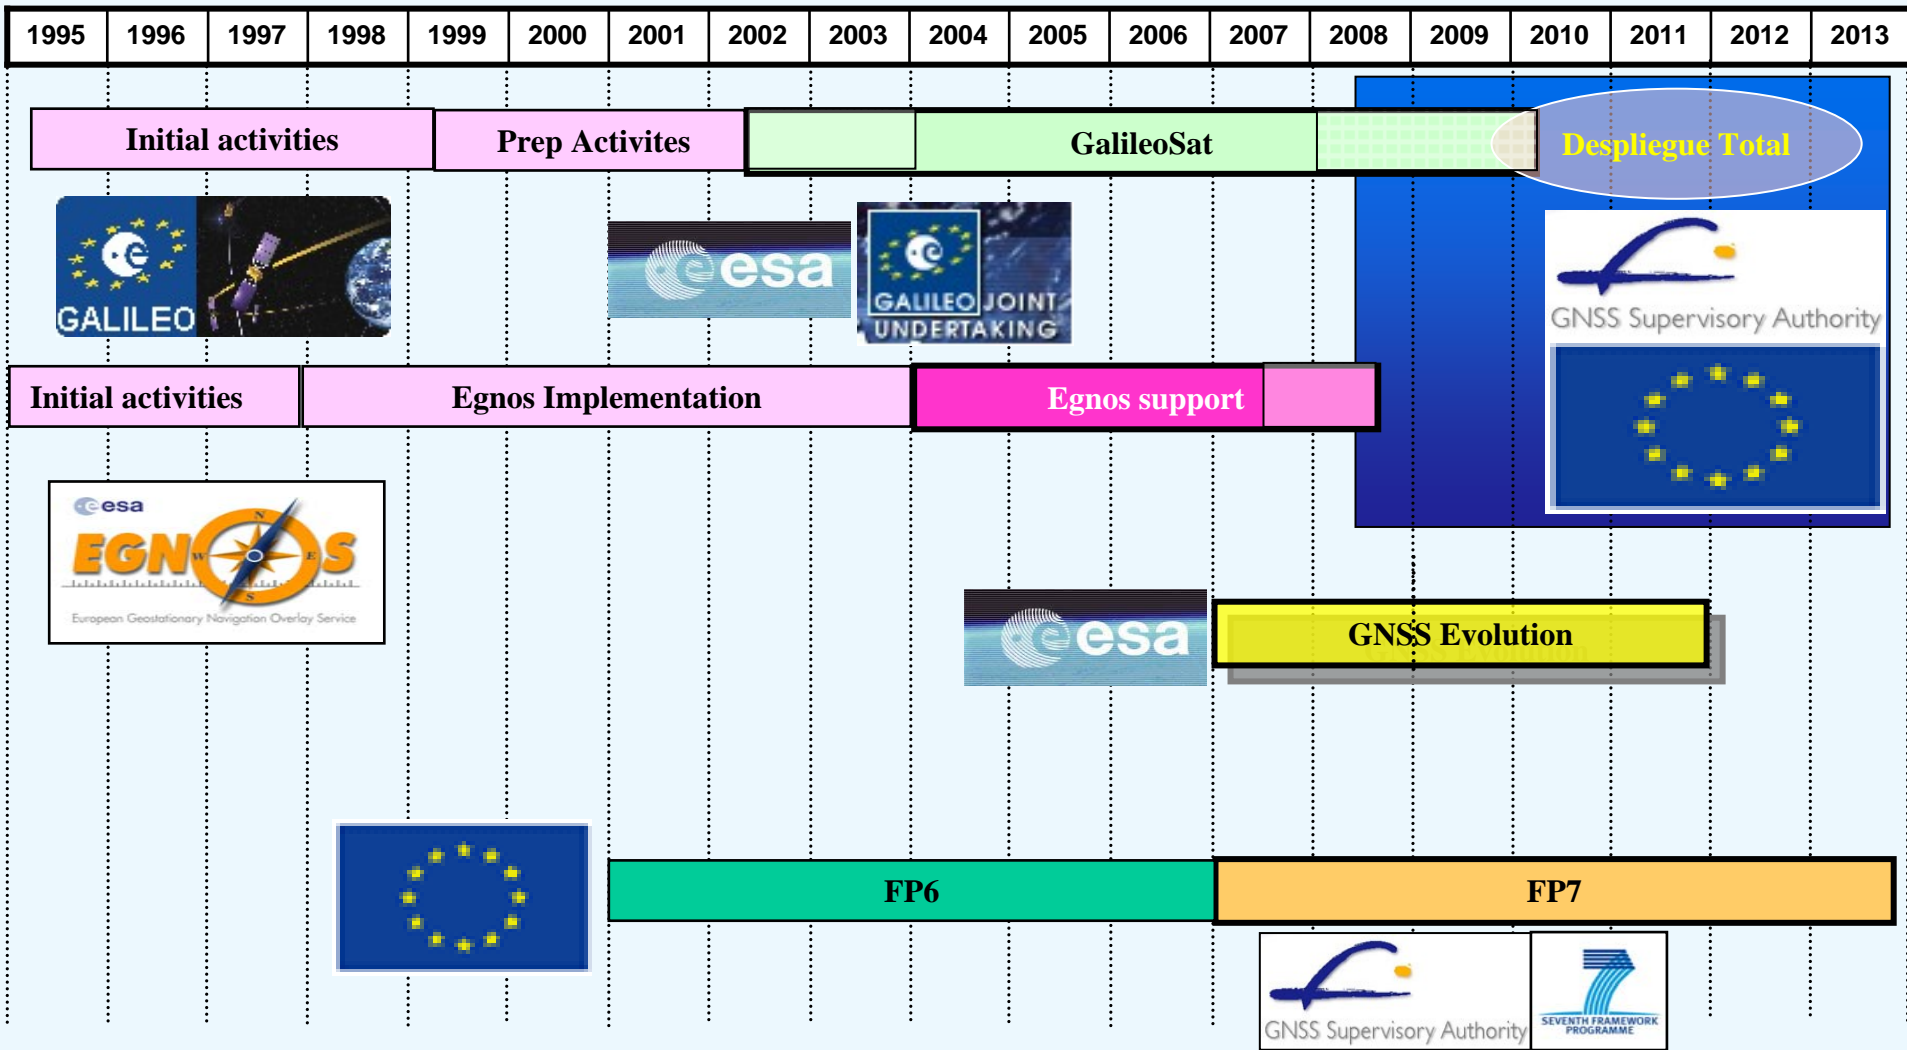 1995 1996 1997 1998 1999 2000 2001 2002 2003 2004 2005 2006 2007 2008 2009 2010 2011 2012 2013
Initial activities
Prep Activites
GalileoSat
Despliegue Total
GALILEO
esa
GALILEO JOINT
UNDERTAKING
GNSS Supervisory Authority
Initial activities
Egnos Implementation
Egnos support
esa
EGNOS
N
W
E
S
European Geostationary Navigation Overlay Service
esa
GNSS Evolution
FP6
FP7
GNSS Supervisory Authority
7
SEVENTH FRAMEWORK
PROGRAMME